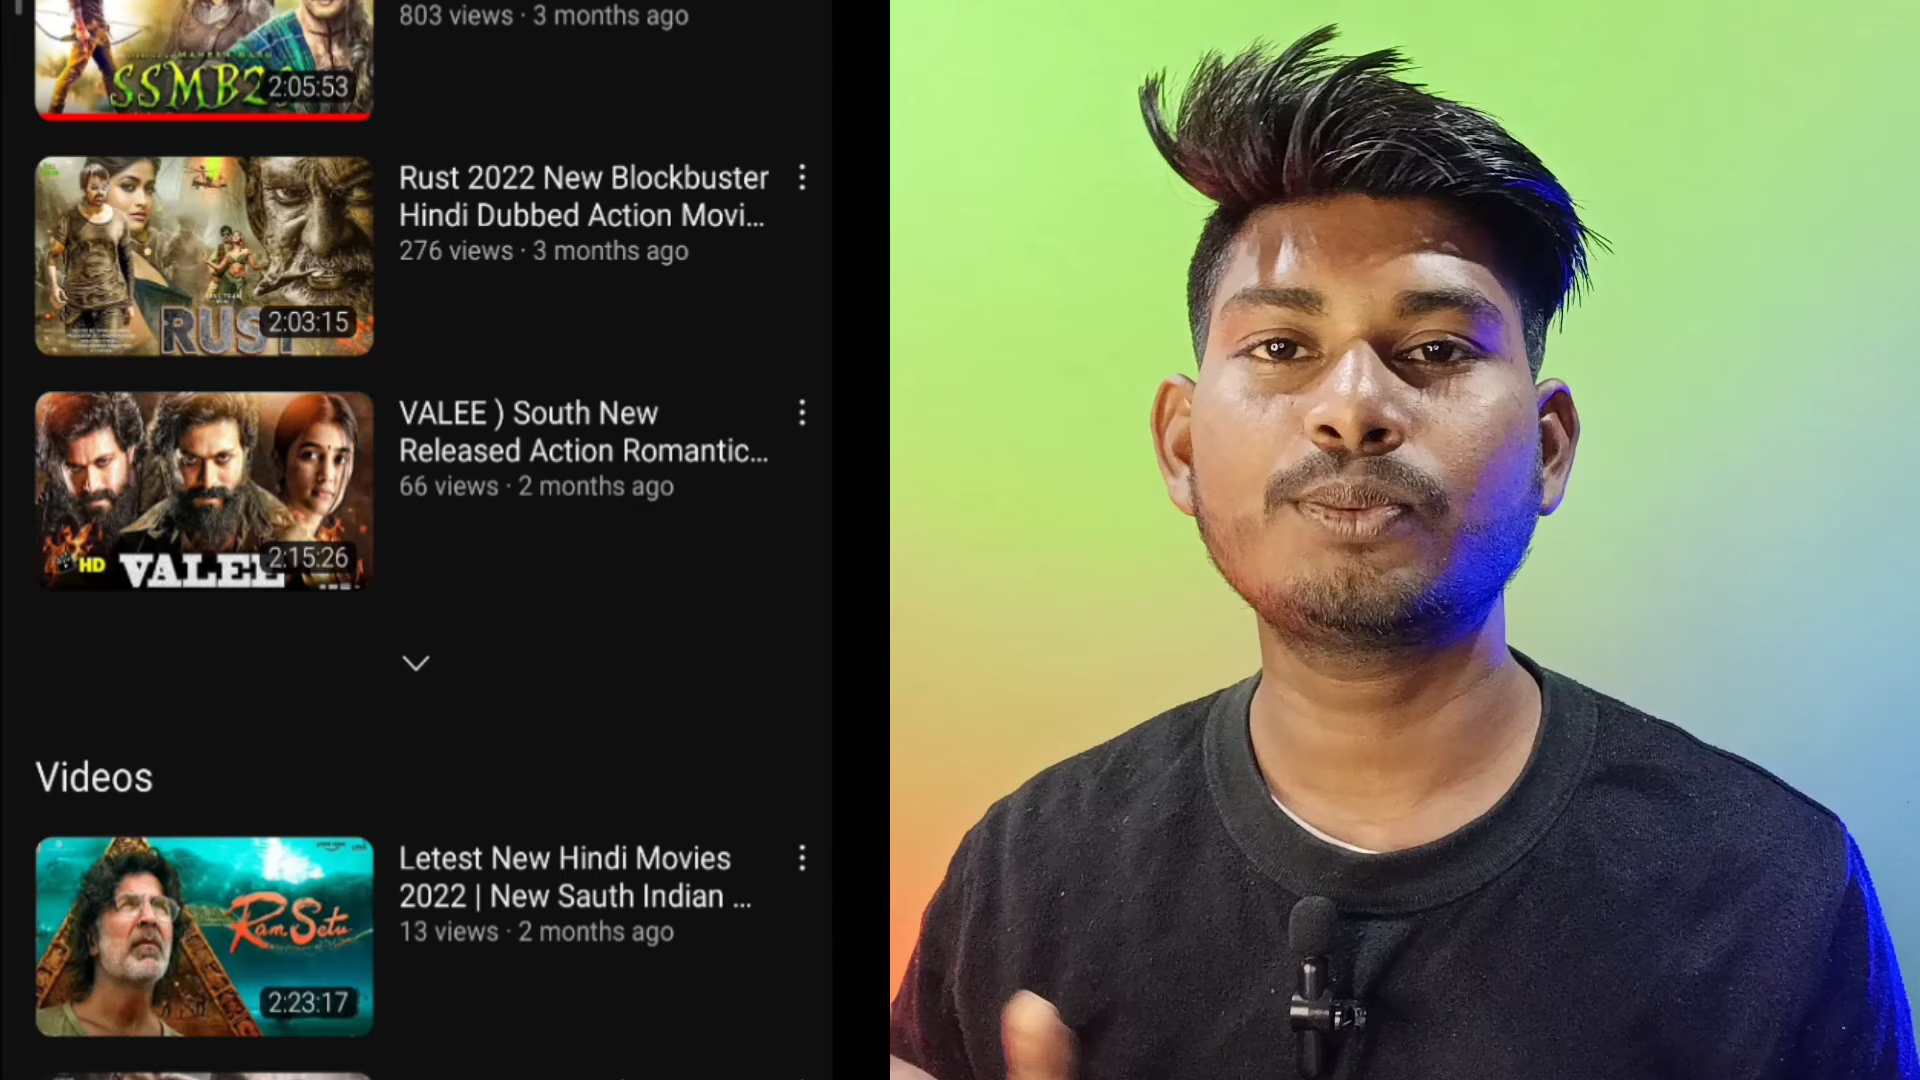 803 views · 3 months ago
SSMB2
2:05:53
Rust 2022 New Blockbuster
Hindi Dubbed Action Movi...
276 views · 3 months ago
RUST
2:03:15
VALEE ) South New
Released Action Romantic...
66 views · 2 months ago
HD
VALEE
2:15:26
Videos
Letest New Hindi Movies
2022 | New Sauth Indian ...
13 views · 2 months ago
Ram Setu
2:23:17